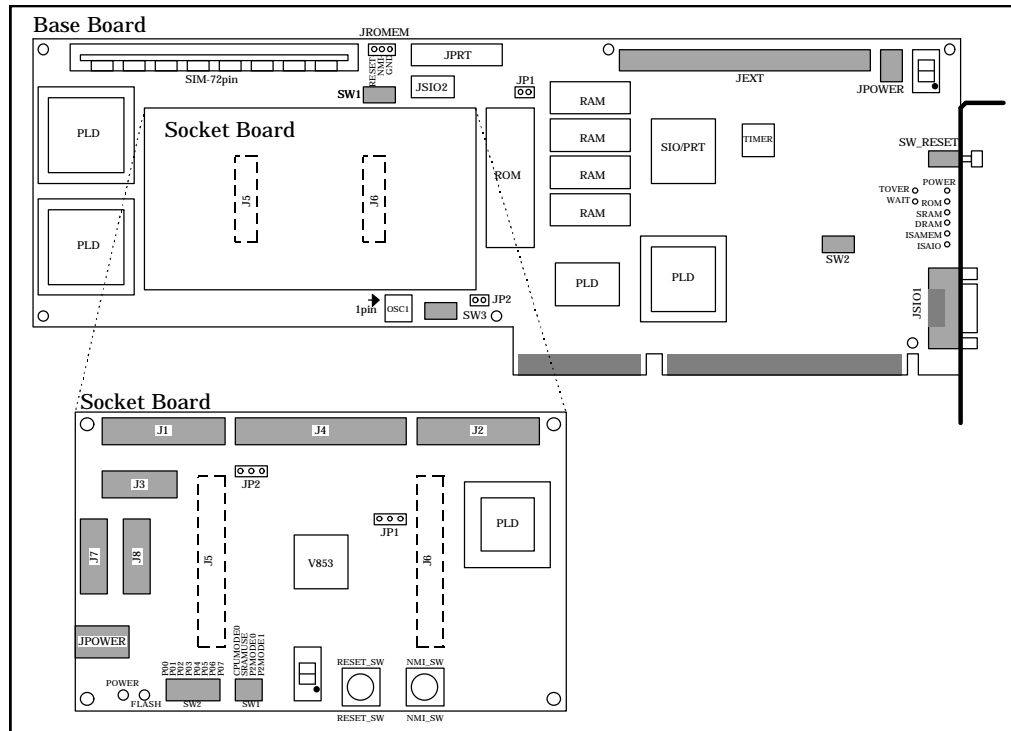 Base Board
JROMEM
RESET
NMI
GND
JPRT
SIM-72pin
JEXT
JPOWER
SW1
JSIO2
JP1
RAM
PLD
Socket Board
RAM
SIO/PRT
TIMER
SW_RESET
J5
J6
ROM
RAM
TOVER
POWER
WAIT
ROM
SRAM
DRAM
ISAMEM
ISAIO
RAM
PLD
SW2
PLD
PLD
JSIO1
1pin
OSC1
JP2
SW3
Socket Board
J1
J4
J2
J3
JP2
JP1
PLD
J7
J8
J5
V853
J6
JPOWER
P00
P01
P02
P03
P04
P05
P06
P07
CPUMODE0
SRAMUSE
P2MODE0
P2MODE1
RESET_SW
NMI_SW
POWER
FLASH
SW2
SW1
RESET_SW
NMI_SW